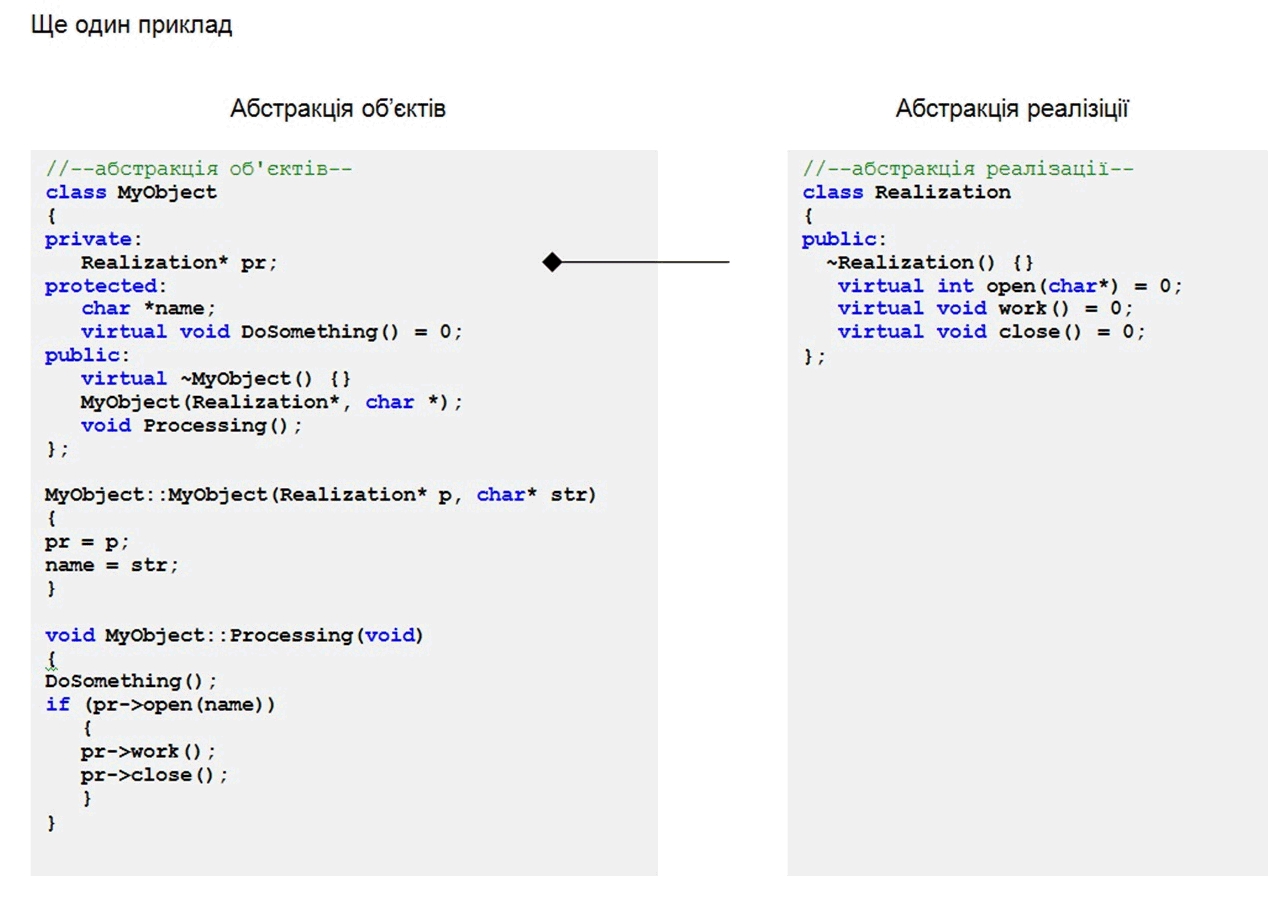 Ще один приклад
Абстракція об'єктів
//--абстракція об'єктів--
class MyObject
{
private:
Realization* pr;
protected:
char *name;
virtual void DoSomething() = 0;
public:
virtual ~MyObject() {}
MyObject(Realization*, char *);
void Processing();
};
MyObject::MyObject(Realization* p, char* str)
{
pr = p;
name = str;
}
void MyObject::Processing(void)
{
DoSomething();
if (pr->open(name))
{
pr->work();
pr->close();
}
}
Абстракція реалізіції
//--абстракція реалізації--
class Realization
{
public:
~Realization() {}
virtual int open(char*) = 0;
virtual void work() = 0;
virtual void close() = 0;
};